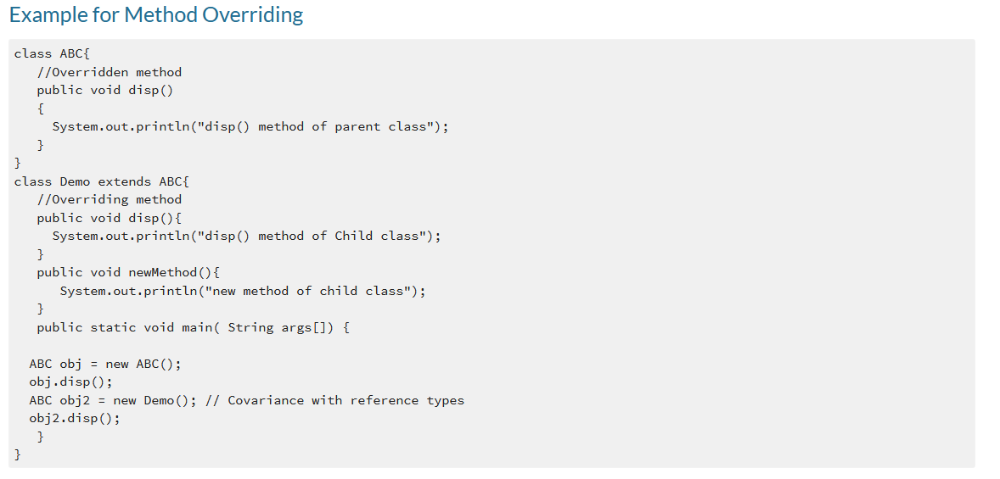 Example for Method Overriding
class ABC{
   //Overridden method
   public void disp()
   {
     System.out.println("disp() method of parent class");
   }
}
class Demo extends ABC{
   //Overriding method
   public void disp(){
     System.out.println("disp() method of Child class");
   }
   public void newMethod(){
      System.out.println("new method of child class");
   }
   public static void main( String args[]) {
  ABC obj = new ABC();
  obj.disp();
  ABC obj2 = new Demo(); // Covariance with reference types
  obj2.disp();
   }
}